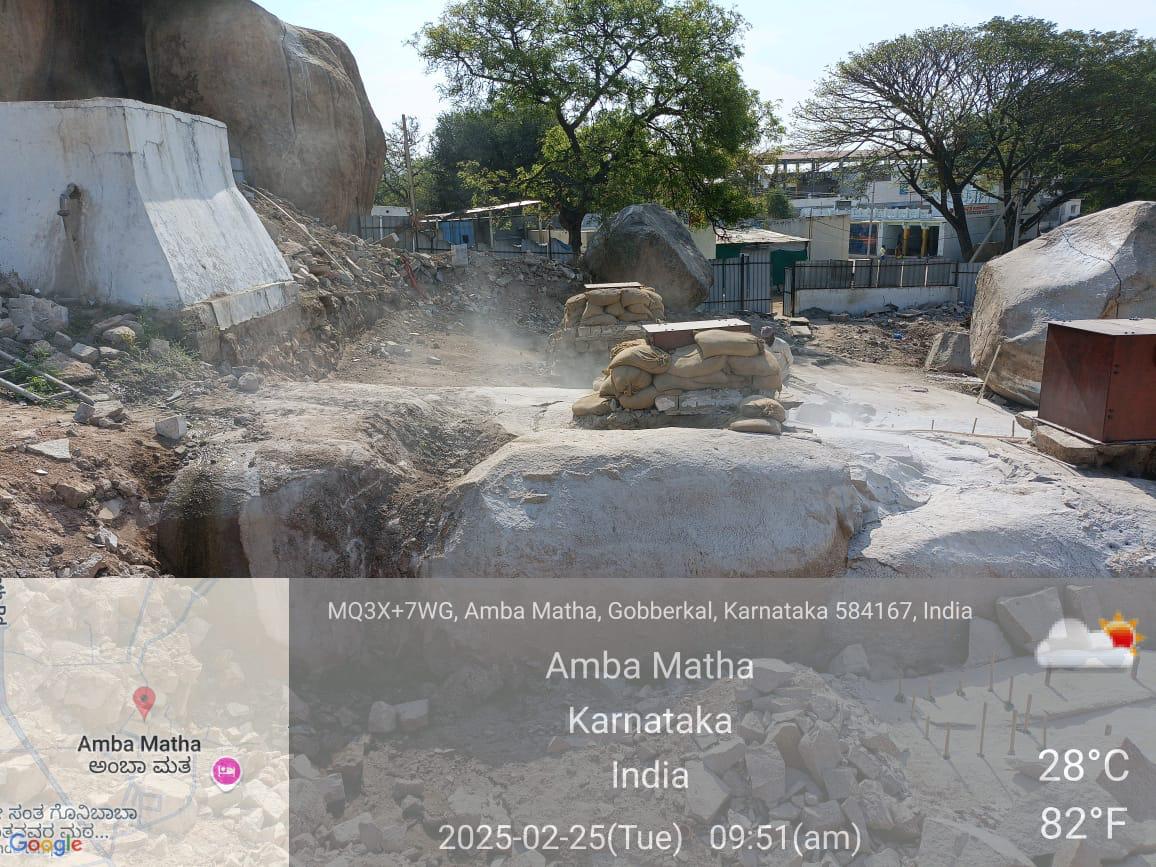 MQ3X+7WG, Amba Matha, Gobberkal, Karnataka 584167, India
Amba Matha
Karnataka
India
2025-02-25(Tue) 09:51(am)
28°C
82°F
Amba Matha
ಅಂಬಾ ಮಠ
ಸಂತ ಗೊನಿಬಾಬಾ
Google